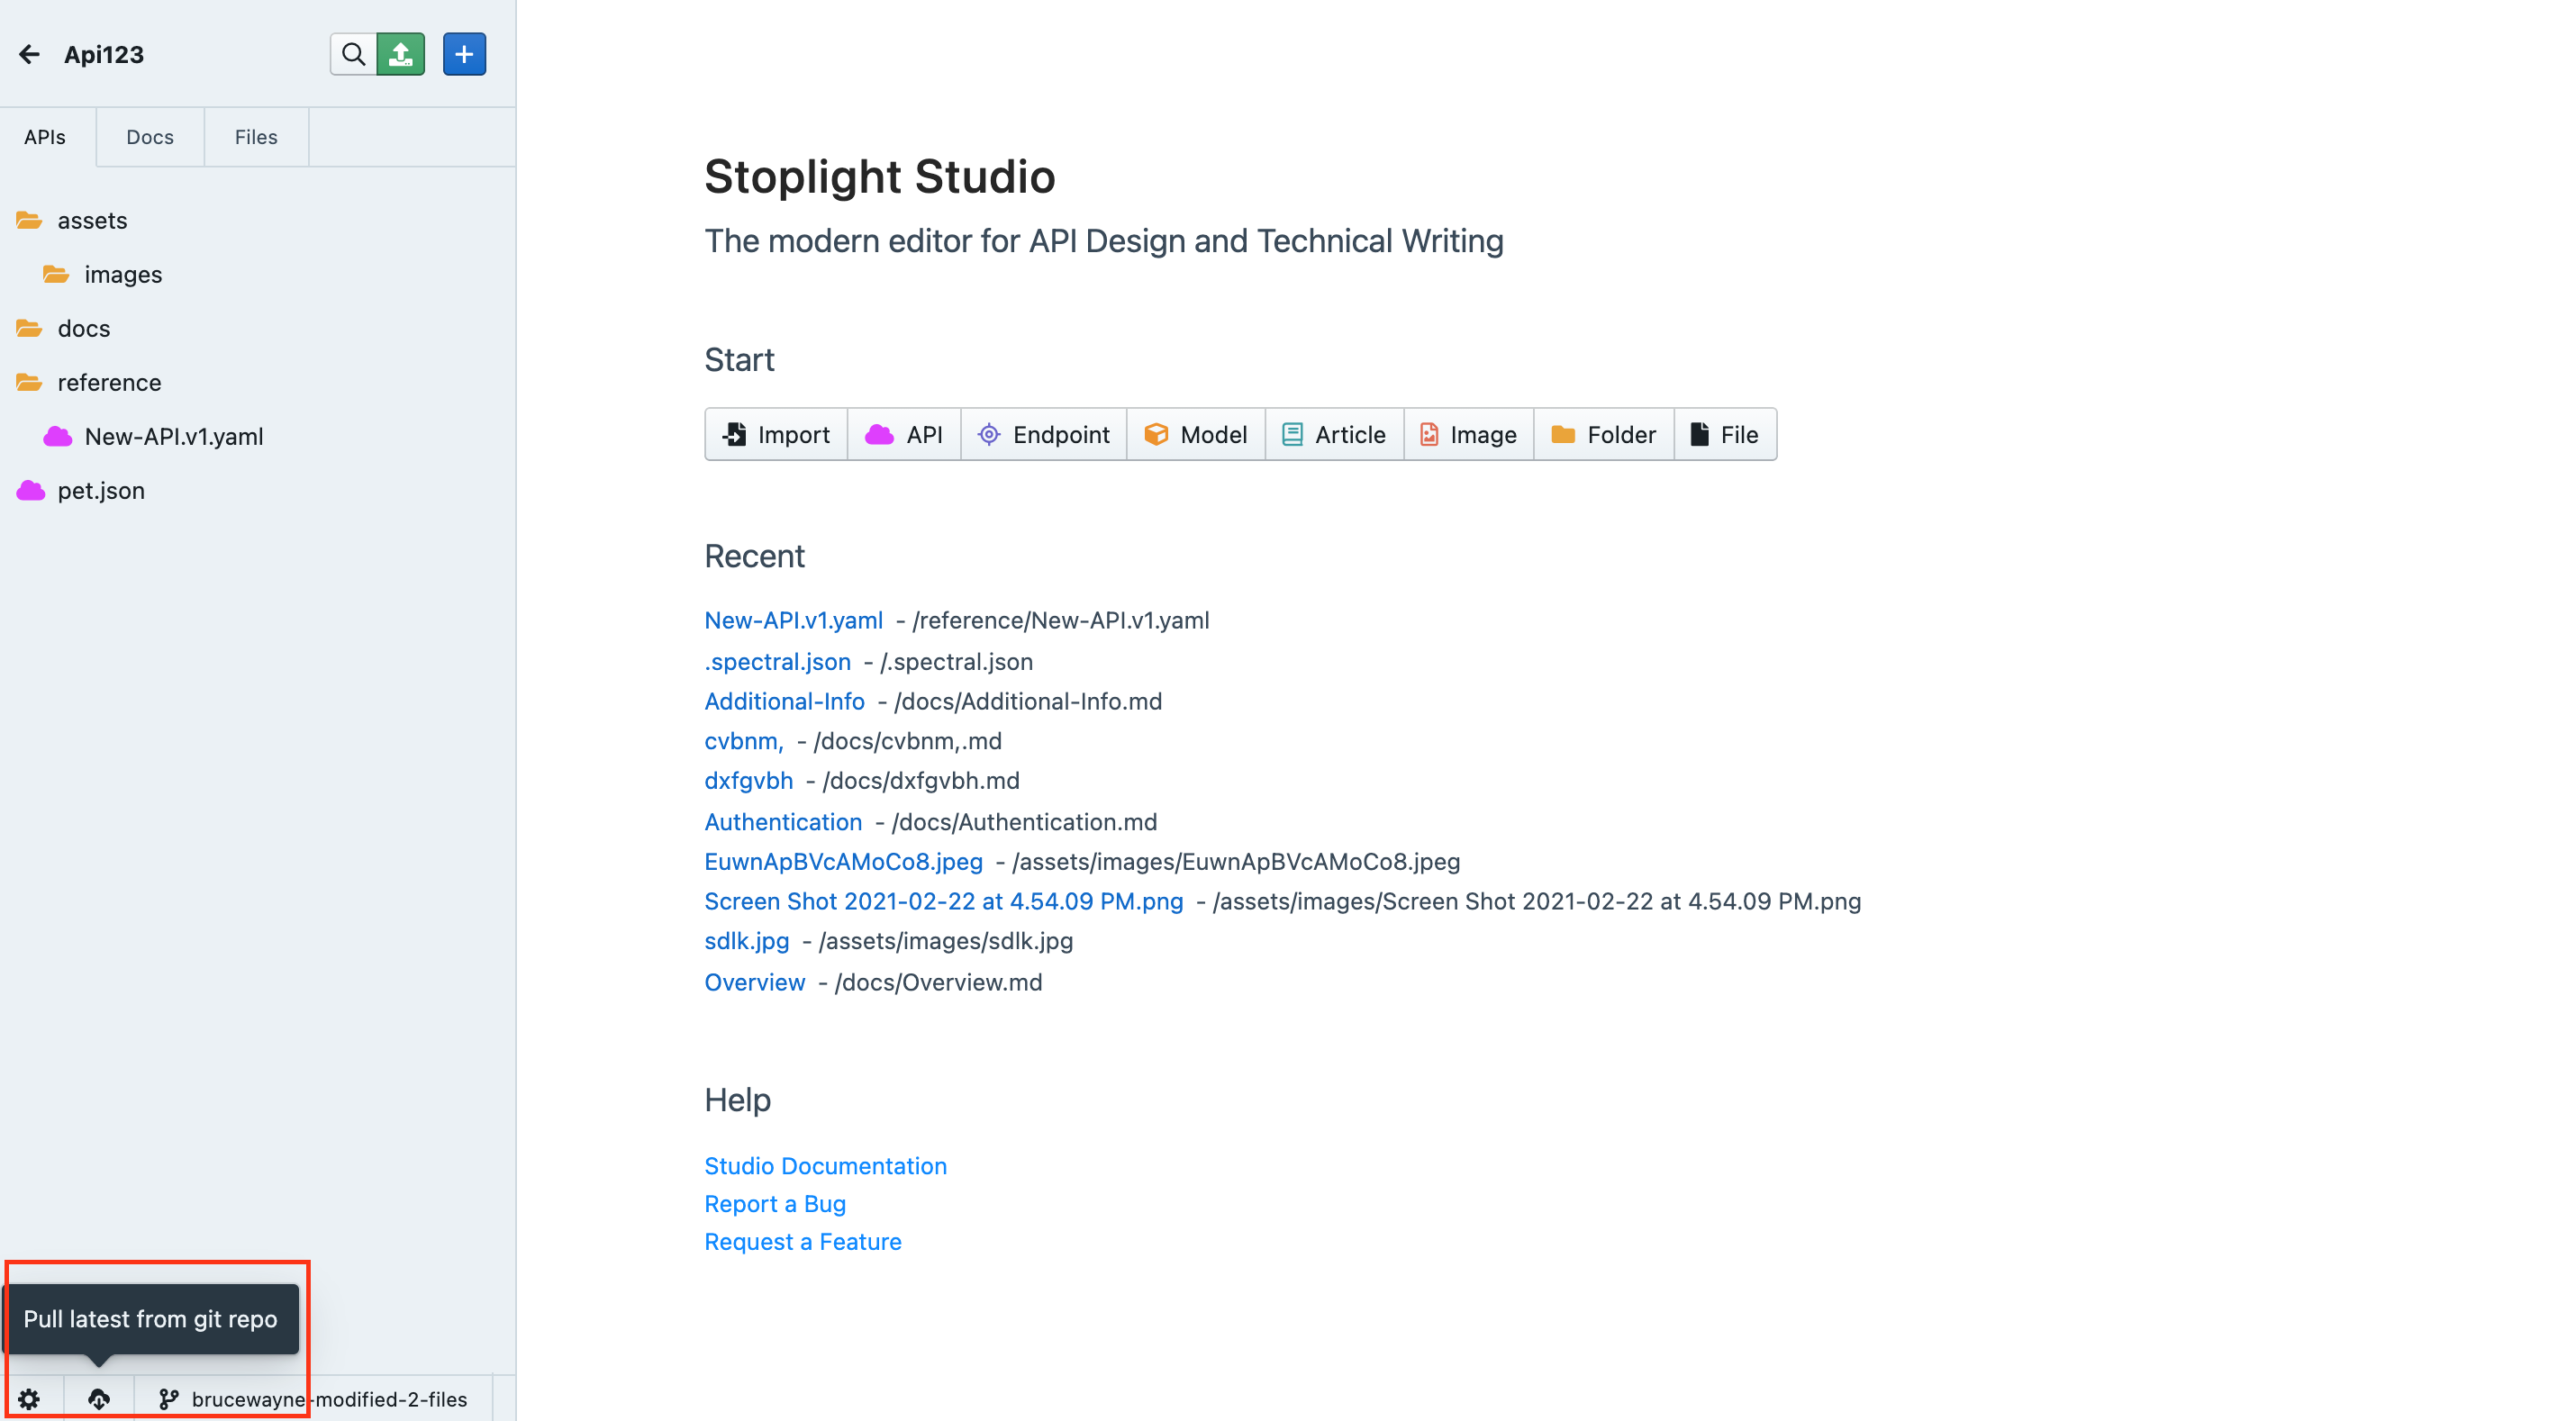 Api123
APIs Docs Files
assets
images
docs
reference
New-API.v1.yaml
pet.json
Pull latest from git repo
brucewayne-modified-2-files
Stoplight Studio
The modern editor for API Design and Technical Writing
Start
Import API Endpoint Model Article Image Folder File
Recent
New-API.v1.yaml - /reference/New-API.v1.yaml
.spectral.json - /.spectral.json
Additional-Info - /docs/Additional-Info.md
cvbnm, - /docs/cvbnm,.md
dxfgvbh - /docs/dxfgvbh.md
Authentication - /docs/Authentication.md
EuwnApBVcAMoCo8.jpeg - /assets/images/EuwnApBVcAMoCo8.jpeg
Screen Shot 2021-02-22 at 4.54.09 PM.png - /assets/images/Screen Shot 2021-02-22 at 4.54.09 PM.png
sdlk.jpg - /assets/images/sdlk.jpg
Overview - /docs/Overview.md
Help
Studio Documentation
Report a Bug
Request a Feature